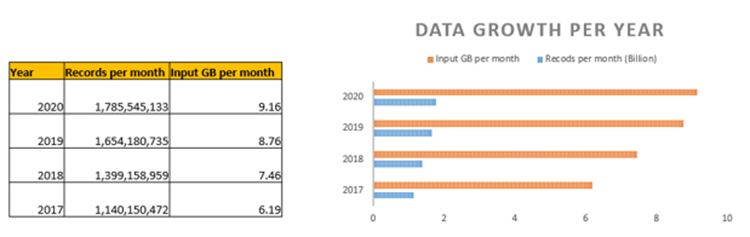 Year Records per month Input GB per month
2020 1,785,545,133 9.16
2019 1,654,180,735 8.76
2018 1,399,158,959 7.46
2017 1,140,150,472 6.19
DATA GROWTH PER YEAR
Input GB per month Recods per month (Billion)
2020
2019
2018
2017
0 2 4 6 8 10